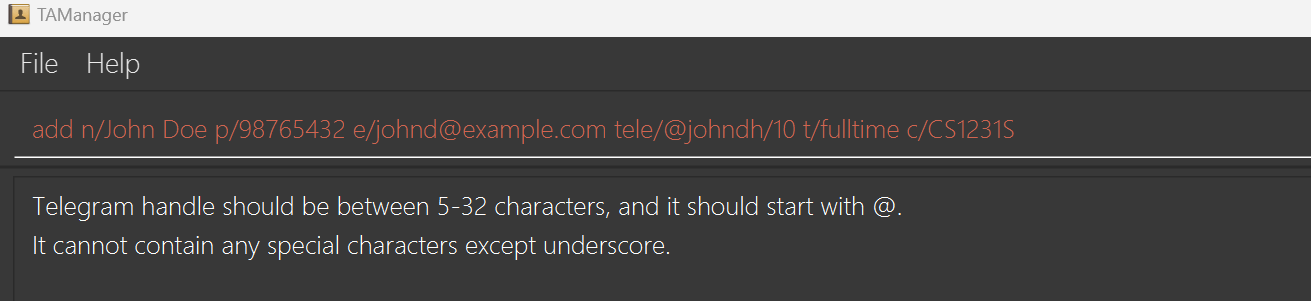 TAManager
File Help
add n/John Doe p/98765432 e/johnd@example.com tele/@johndh/10 t/fulltime c/CS1231S
Telegram handle should be between 5-32 characters, and it should start with @.
It cannot contain any special characters except underscore.